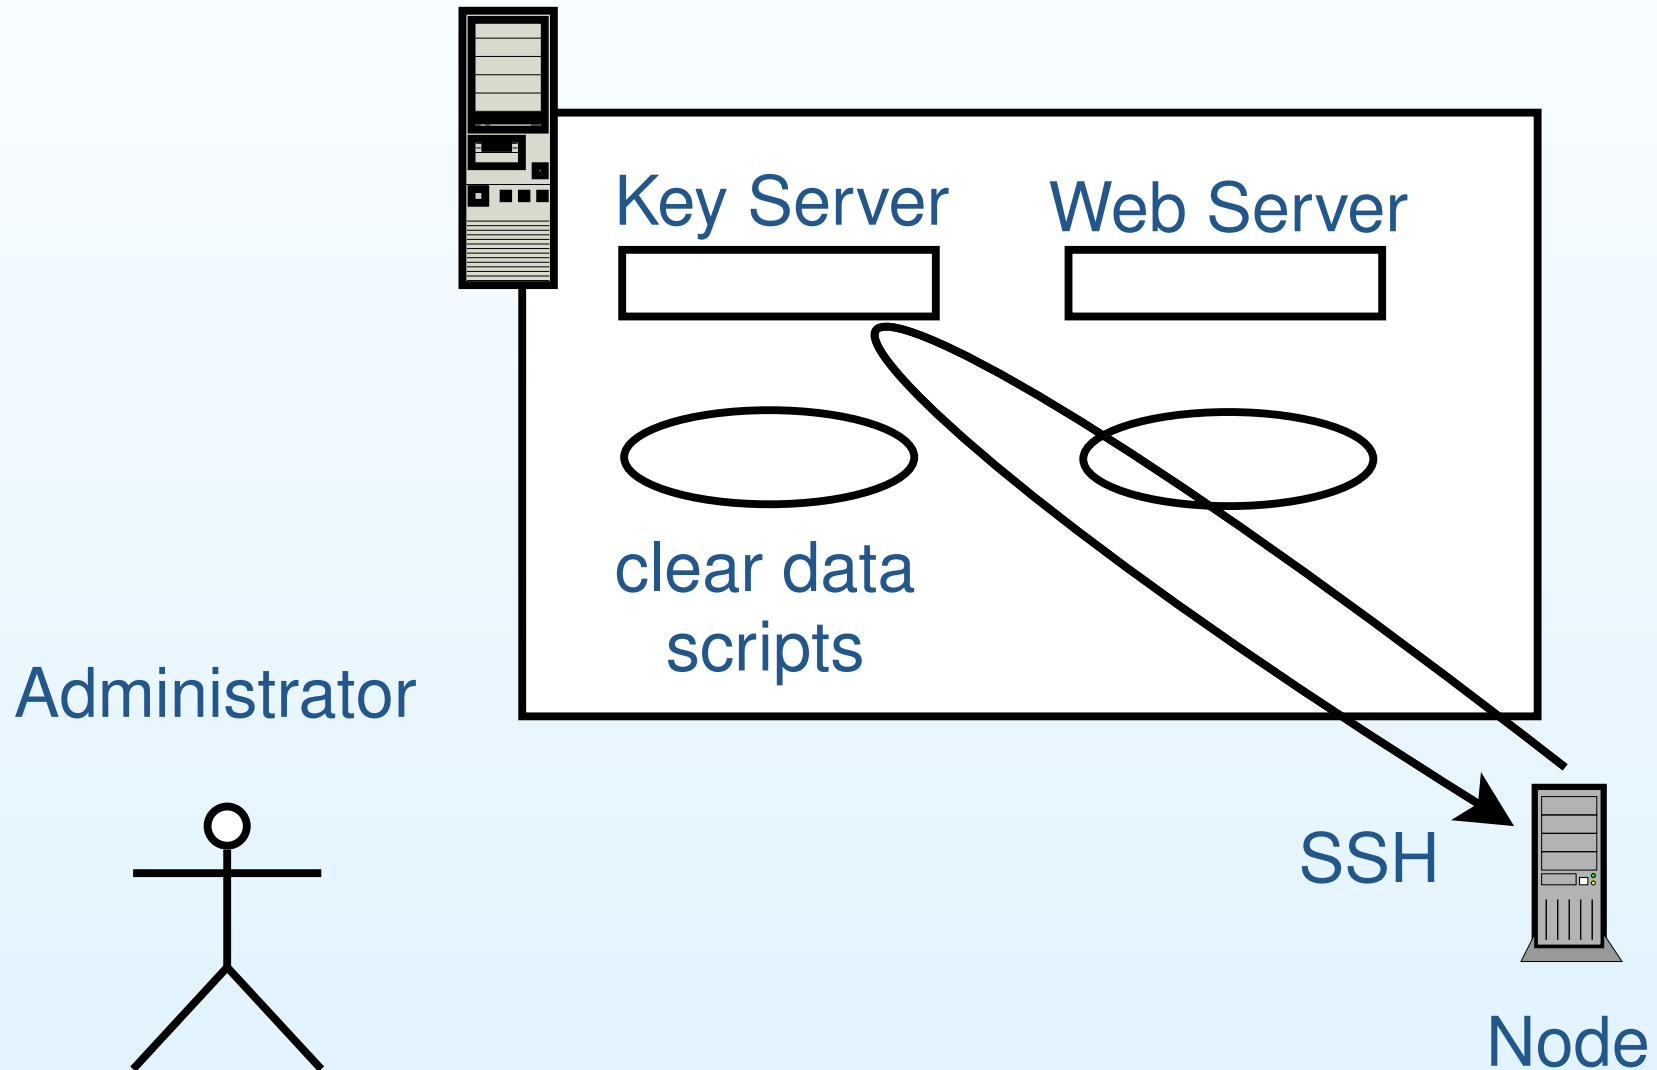 Key Server
Web Server
clear data
scripts
Administrator
SSH
Node